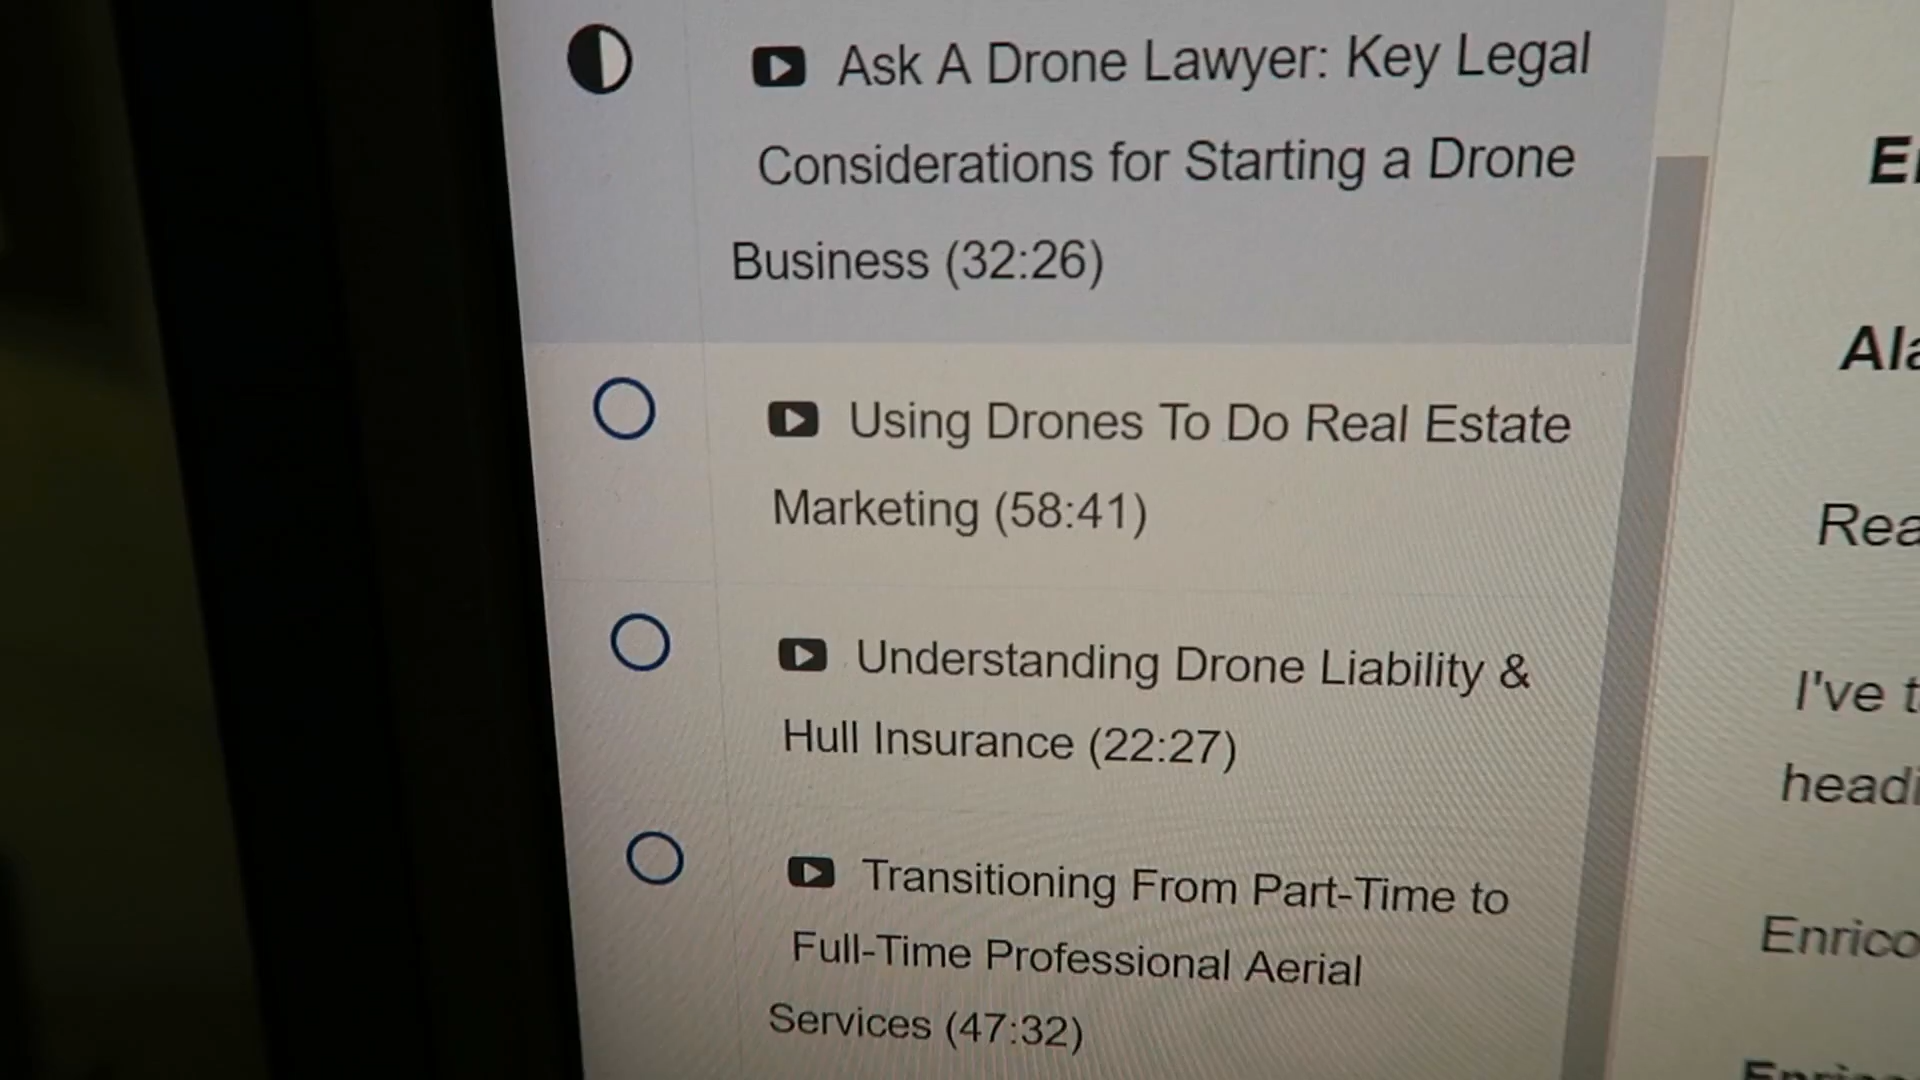 Ask A Drone Lawyer: Key Legal
Considerations for Starting a Drone
Business (32:26)
Using Drones To Do Real Estate
Marketing (58:41)
Understanding Drone Liability &
Hull Insurance (22:27)
Transitioning From Part-Time to
Full-Time Professional Aerial
Services (47:32)
I've
Enrico